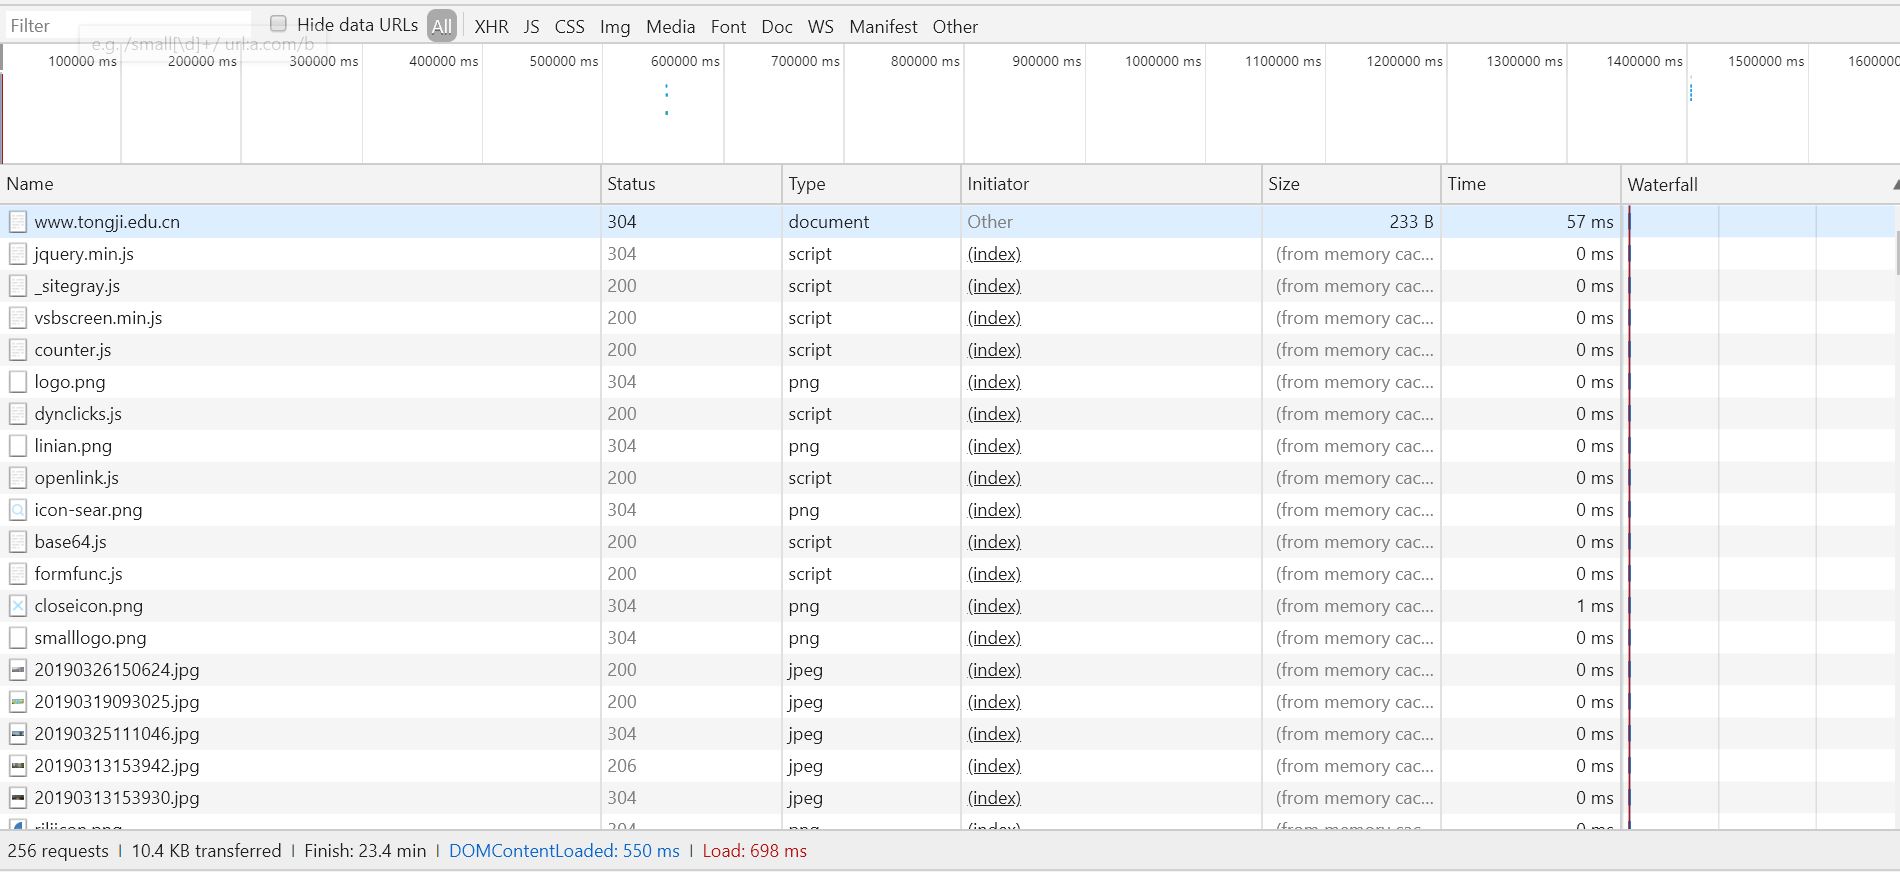 Filter Hide data URLs All XHR JS CSS Img Media Font Doc WS Manifest Other
e.g. /small[\d]+/ url:a.com/b
100000 ms 200000 ms 300000 ms 400000 ms 500000 ms 600000 ms 700000 ms 800000 ms 900000 ms 1000000 ms 1100000 ms 1200000 ms 1300000 ms 1400000 ms 1500000 ms 160000
Name Status Type Initiator Size Time Waterfall
www.tongji.edu.cn 304 document Other 233 B 57 ms
jquery.min.js 304 script (index) (from memory cac... 0 ms
_sitegray.js 200 script (index) (from memory cac... 0 ms
vsbscreen.min.js 200 script (index) (from memory cac... 0 ms
counter.js 200 script (index) (from memory cac... 0 ms
logo.png 304 png (index) (from memory cac... 0 ms
dynclicks.js 200 script (index) (from memory cac... 0 ms
linian.png 304 png (index) (from memory cac... 0 ms
openlink.js 200 script (index) (from memory cac... 0 ms
icon-sear.png 304 png (index) (from memory cac... 0 ms
base64.js 200 script (index) (from memory cac... 0 ms
formfunc.js 200 script (index) (from memory cac... 0 ms
closeicon.png 304 png (index) (from memory cac... 1 ms
smalllogo.png 304 png (index) (from memory cac... 0 ms
20190326150624.jpg 200 jpeg (index) (from memory cac... 0 ms
20190319093025.jpg 200 jpeg (index) (from memory cac... 0 ms
20190325111046.jpg 304 jpeg (index) (from memory cac... 0 ms
20190313153942.jpg 206 jpeg (index) (from memory cac... 0 ms
20190313153930.jpg 304 jpeg (index) (from memory cac... 0 ms
304 png (index) (from memory cac... 0 ms
256 requests | 10.4 KB transferred | Finish: 23.4 min | DOMContentLoaded: 550 ms | Load: 698 ms